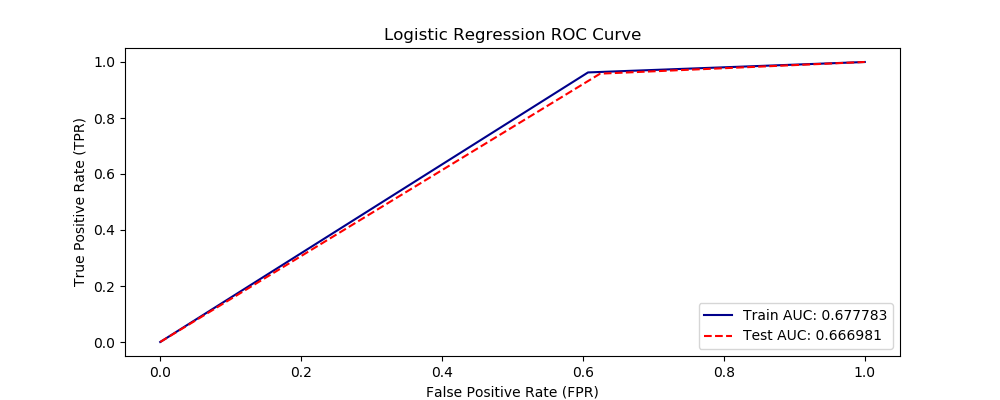 Logistic Regression ROC Curve
True Positive Rate (TPR)
1.0
0.8
0.6
0.4
0.2
0.0
0.0 0.2 0.4 0.6 0.8 1.0
False Positive Rate (FPR)
Train AUC: 0.677783
Test AUC: 0.666981